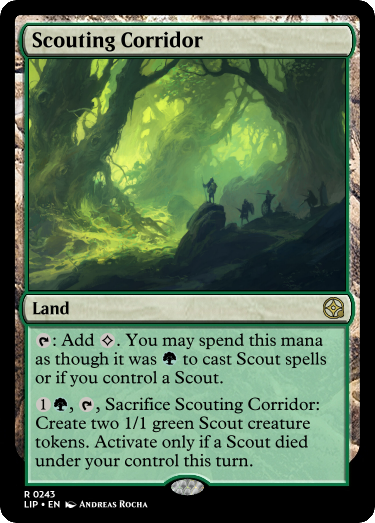 Scouting Corridor
Land
: Add . You may spend this mana
as though it was to cast Scout spells
or if you control a Scout.
1 , , Sacrifice Scouting Corridor:
Create two 1/1 green Scout creature
tokens. Activate only if a Scout died
under your control this turn.
R 0243
LIP • EN Andreas Rocha